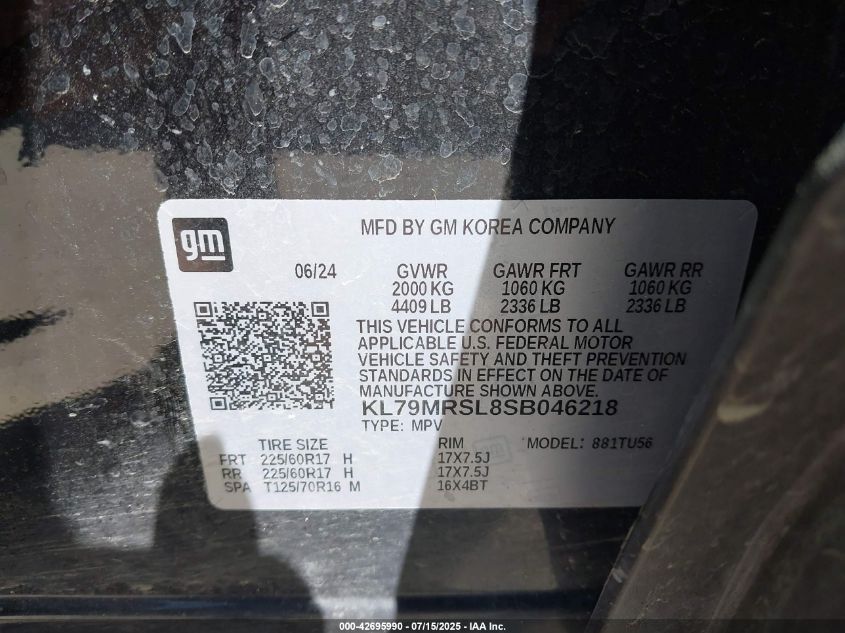 gm
MFD BY GM KOREA COMPANY
06/24 GVWR GAWR FRT GAWR RR
2000 KG 1060 KG 1060 KG
4409 LB 2336 LB 2336 LB
THIS VEHICLE CONFORMS TO ALL
APPLICABLE U.S. FEDERAL MOTOR
VEHICLE SAFETY AND THEFT PREVENTION
STANDARDS IN EFFECT ON THE DATE OF
MANUFACTURE SHOWN ABOVE.
KL79MRSL8SB046218
TYPE: MPV
TIRE SIZE RIM MODEL: 881TU56
FRT 225/60R17 H 17X7.5J
RR 225/60R17 H 17X7.5J
SPA T125/70R16 M 16X4BT
000-42695990 - 07/15/2025 - IAA Inc.